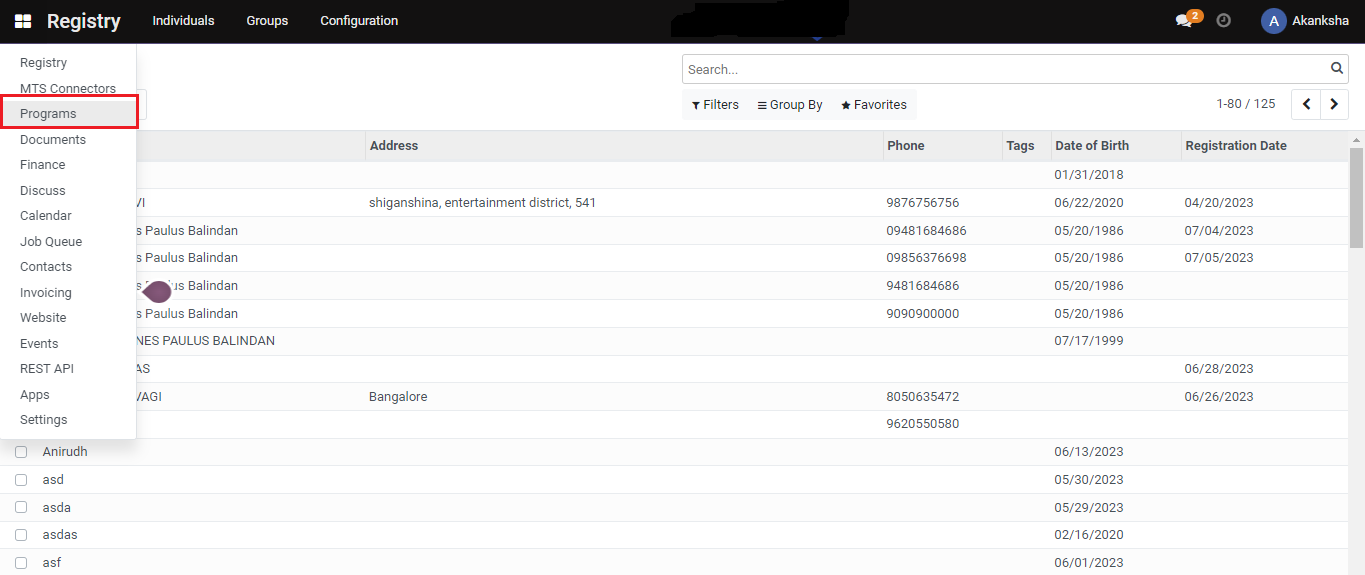 Registry Individuals Groups Configuration 2 A Akanksha
Registry
MTS Connectors
Programs
Documents
Finance
Discuss
Calendar
Job Queue
Contacts
Invoicing
Website
Events
REST API
Apps
Settings
Search...
Filters Group By Favorites 1-80 / 125
Address Phone Tags Date of Birth Registration Date
01/31/2018
VI shiganshina, entertainment district, 541 9876756756 06/22/2020 04/20/2023
s Paulus Balindan 09481684686 05/20/1986 07/04/2023
s Paulus Balindan 09856376698 05/20/1986 07/05/2023
s Paulus Balindan 9481684686 05/20/1986
s Paulus Balindan 9090900000 05/20/1986
NES PAULUS BALINDAN 07/17/1999
AS 06/28/2023
VAGI Bangalore 8050635472 06/26/2023
9620550580
Anirudh 06/13/2023
asd 05/30/2023
asda 05/29/2023
asdas 02/16/2020
asf 06/01/2023